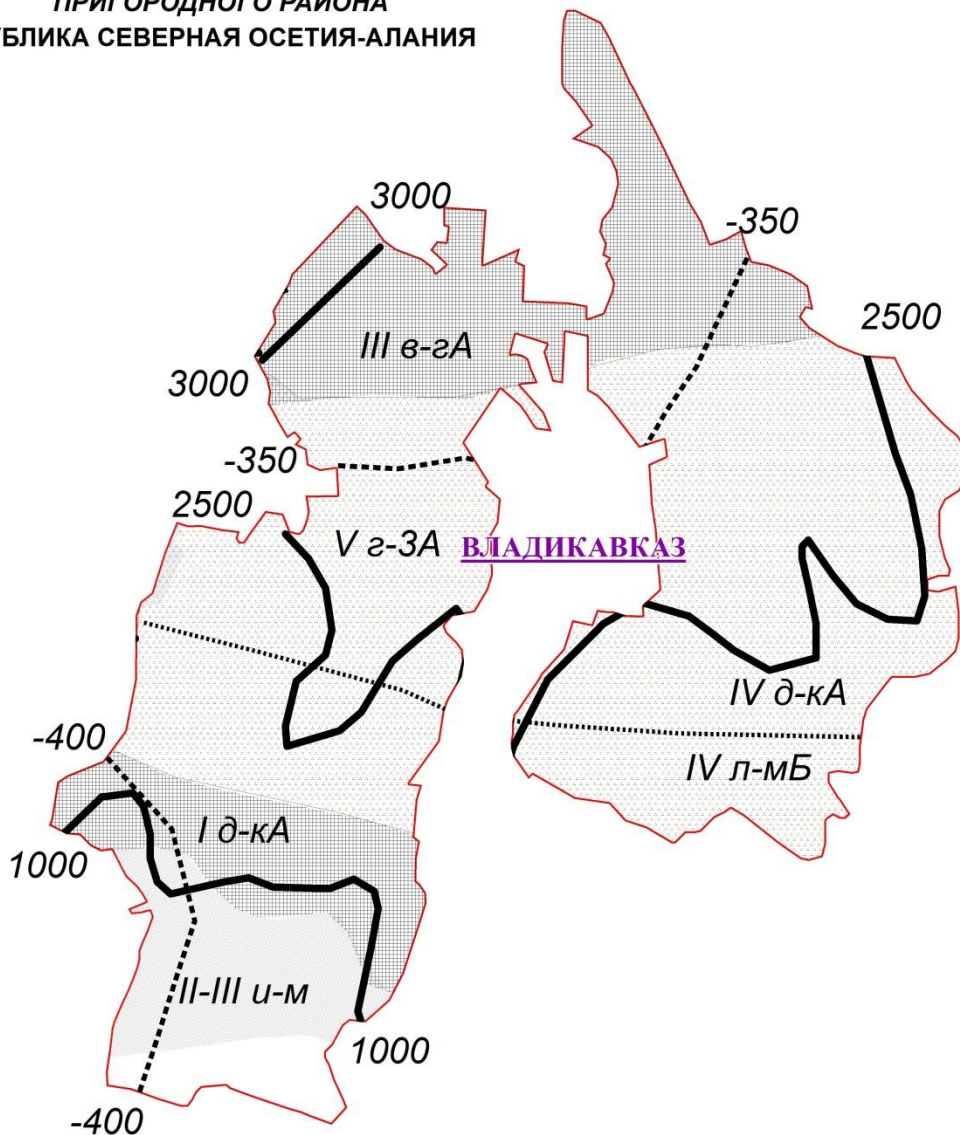 ПРИГОРОДНОГО РАЙОНА
УБЛИКА СЕВЕРНАЯ ОСЕТИЯ-АЛАНИЯ
3000
-350
2500
III в-гА
3000
-350
2500
V г-ЗА
ВЛАДИКАВКАЗ
IV д-кА
-400
IV л-мБ
I д-кА
1000
II-III и-м
1000
-400